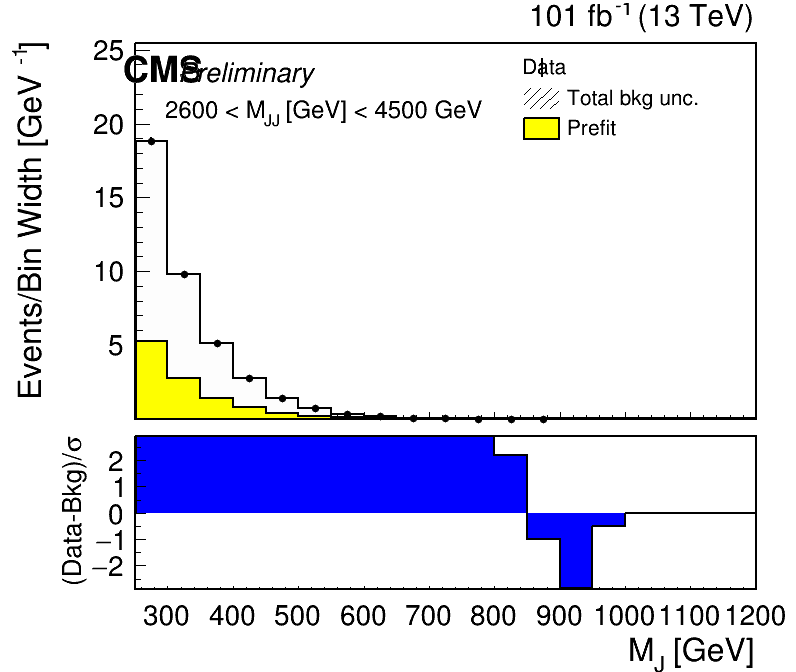 101 fb-1 (13 TeV)
Events/Bin Width [GeV-1]
25
20
15
10
5
CMS Preliminary
2600 < MJJ [GeV] < 4500 GeV
Data
Total bkg unc.
Prefit
(Data-Bkg)/σ
2
1
0
−1
−2
300 400 500 600 700 800 900 1000 1100 1200
MJ [GeV]